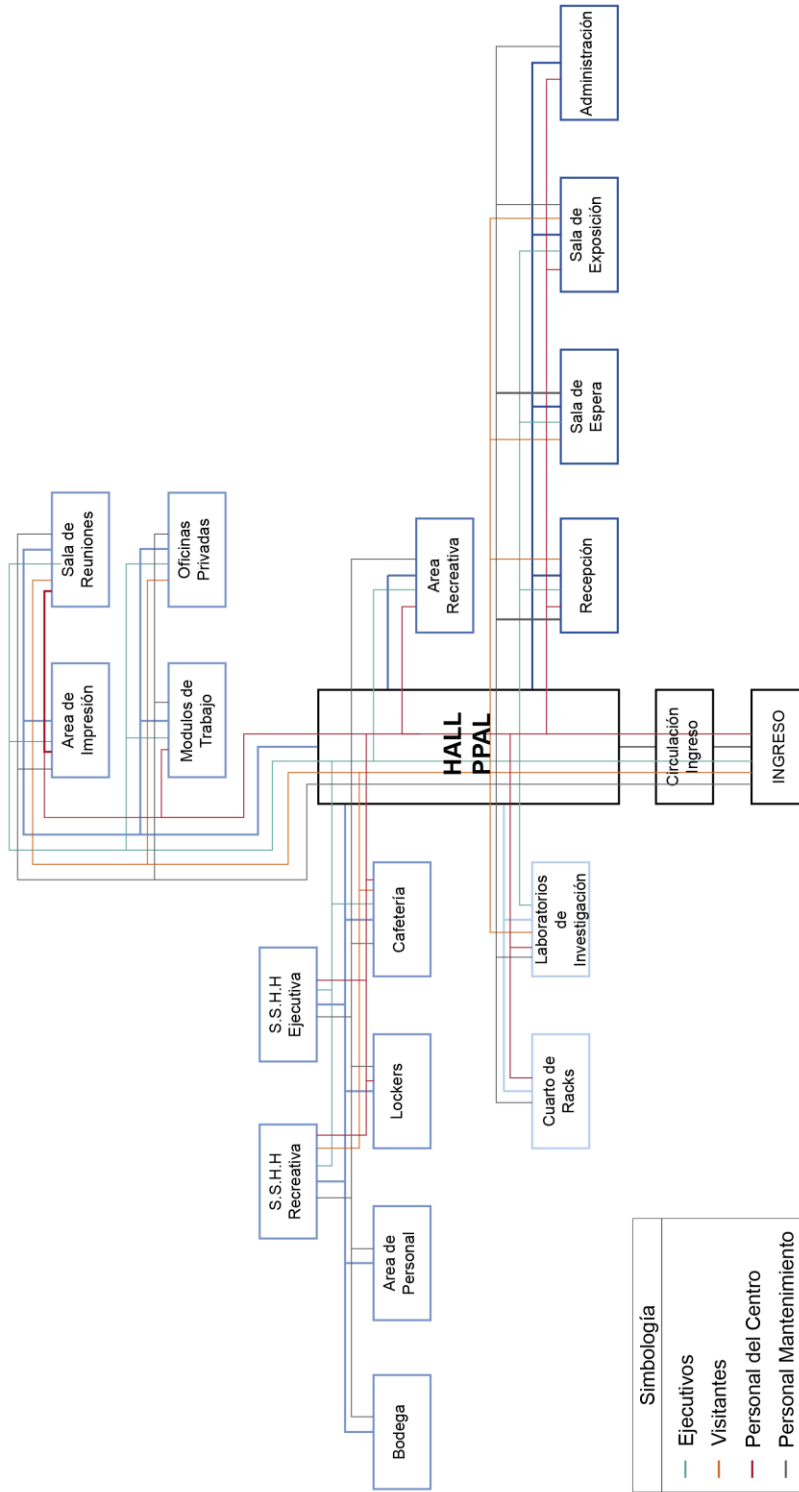 Sala de
Reuniones
Area de
Impresión
Oficinas
Privadas
Modulos de
Trabajo
S.S.H.H
Recreativa
S.S.H.H
Ejecutiva
Bodega
Area de
Personal
Lockers
Cafetería
Area
Recreativa
HALL
PPAL
Cuarto de
Racks
Laboratorios
de
Investigación
Recepción
Sala de
Espera
Sala de
Exposición
Administración
Circulación
Ingreso
INGRESO
Simbología
Ejecutivos
Visitantes
Personal del Centro
Personal Mantenimiento